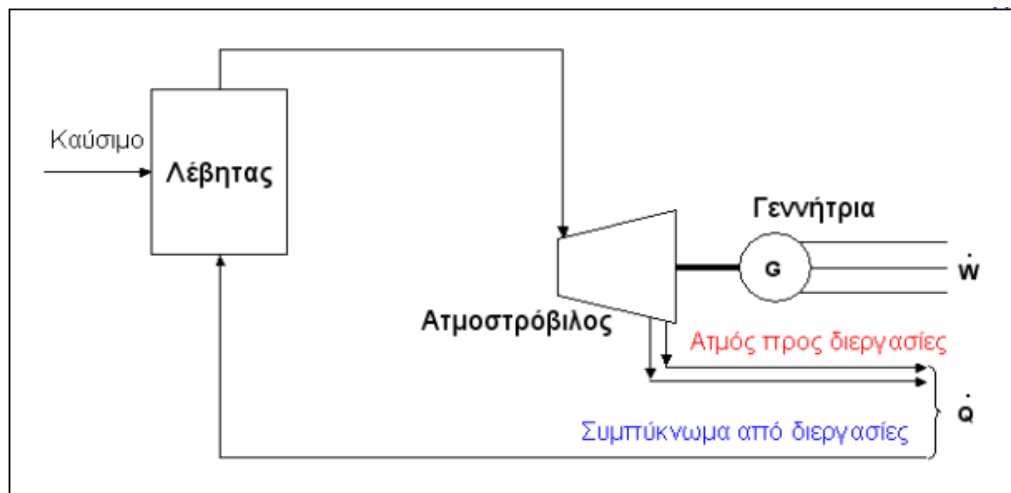 Καύσιμο
Λέβητας
Γεννήτρια
G
Ẇ
Ατμοστρόβιλος
Ατμός προς διεργασίες
Q̇
Συμπύκνωμα από διεργασίες